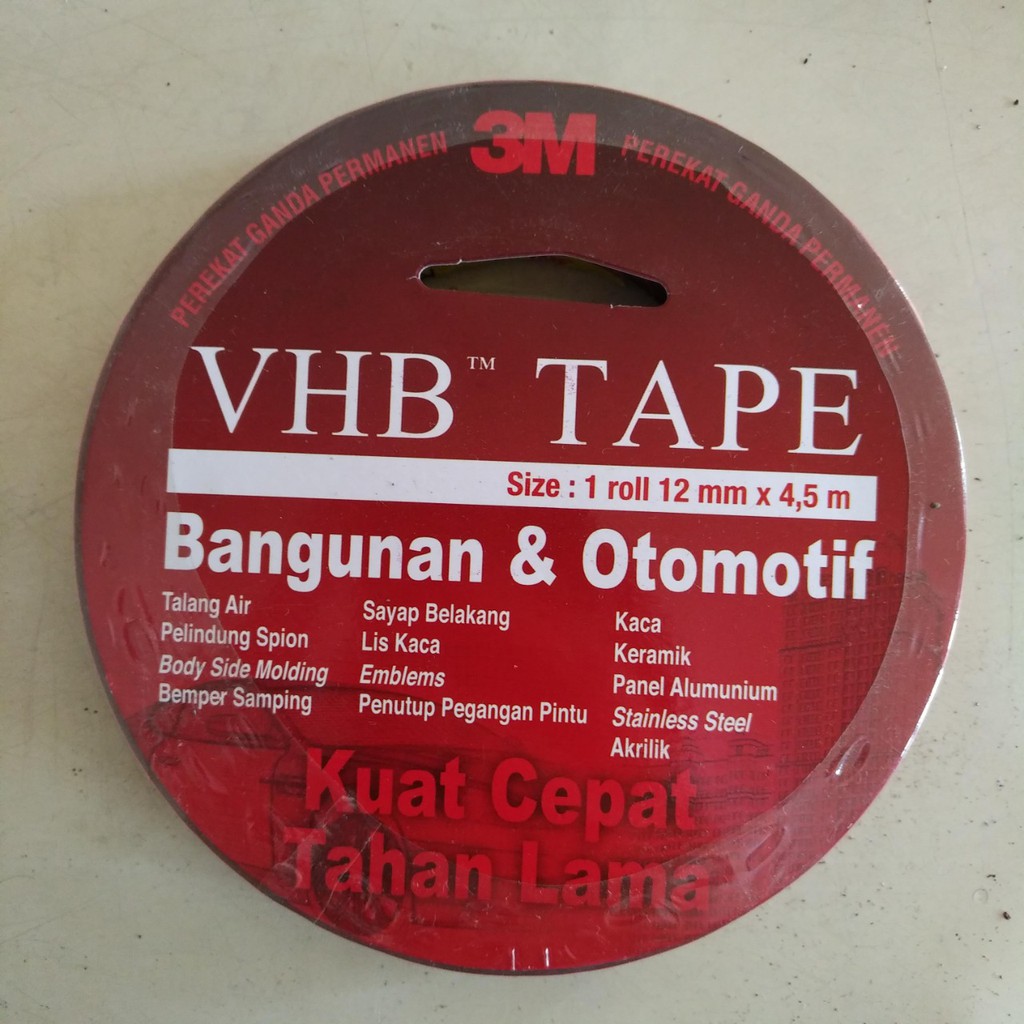 PEREKAT GANDA PERMANEN
3M
PEREKAT GANDA PERMANEN
VHB™ TAPE
Size : 1 roll 12 mm x 4,5 m
Bangunan & Otomotif
Talang Air
Pelindung Spion
Body Side Molding
Bemper Samping
Sayap Belakang
Lis Kaca
Emblems
Penutup Pegangan Pintu
Kaca
Keramik
Panel Alumunium
Stainless Steel
Akrilik
Kuat Cepat
Tahan Lama